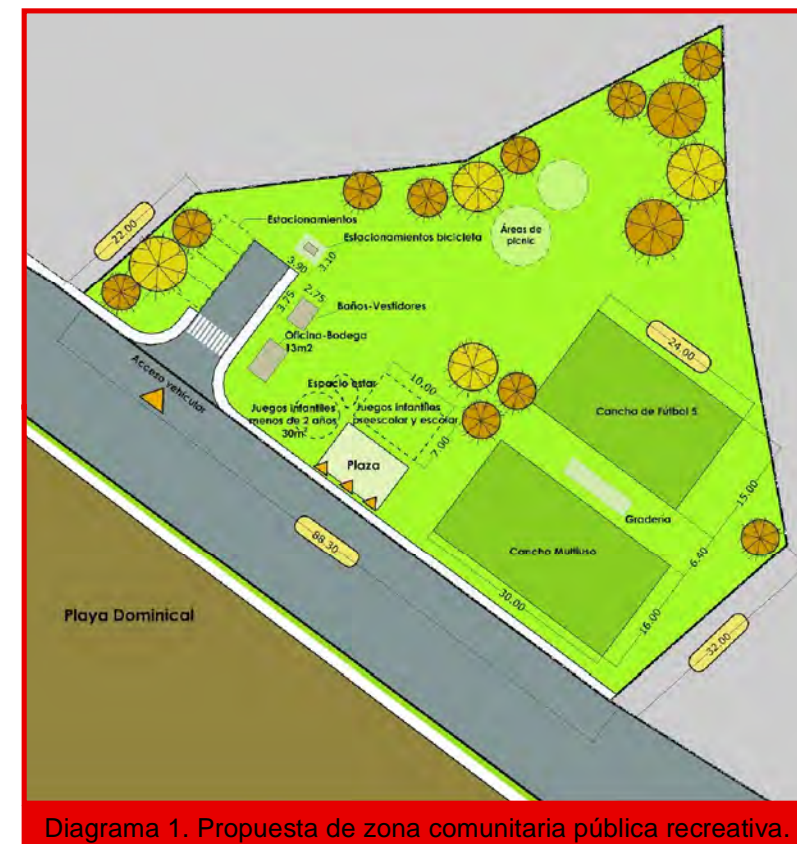 22.00
Estacionamientos
Estacionamientos bicicleta
3.90
3.10
Áreas de
picnic
2.75
3.75
Baños-Vestidores
Oficina-Bodega
13m2
Acceso vehicular
Espacio estar
10.00
Juegos infantiles
menos de 2 años
30m
Juegos infantiles
preescolar y escolar
7.00
Plaza
24.00
Cancha de Fútbol 5
Gradería
15.00
6.40
Cancha Multiuso
30.00
16.00
32.00
88.30
Playa Dominical
Diagrama 1. Propuesta de zona comunitaria pública recreativa.